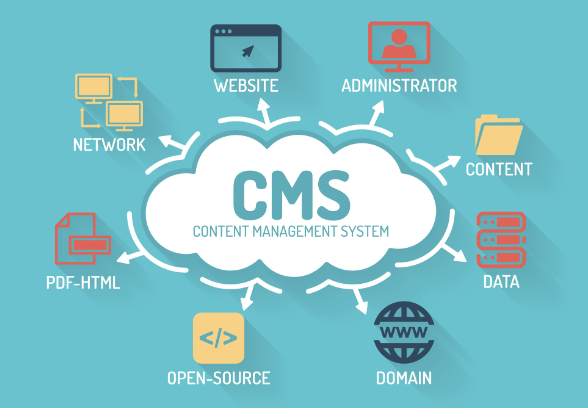 WEBSITE
ADMINISTRATOR
NETWORK
CONTENT
CMS
CONTENT MANAGEMENT SYSTEM
PDF-HTML
DATA
</>
WWW
OPEN-SOURCE
DOMAIN